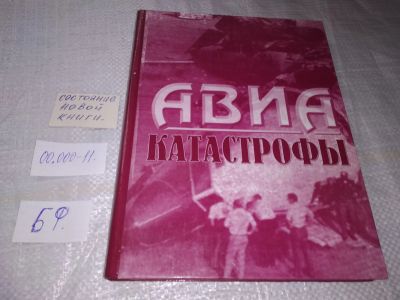 СОСТОЯНИЕ
НОВОЙ
КНИГИ.
00.000-11.
БФ.
АВИА
КАТАСТРОФЫ